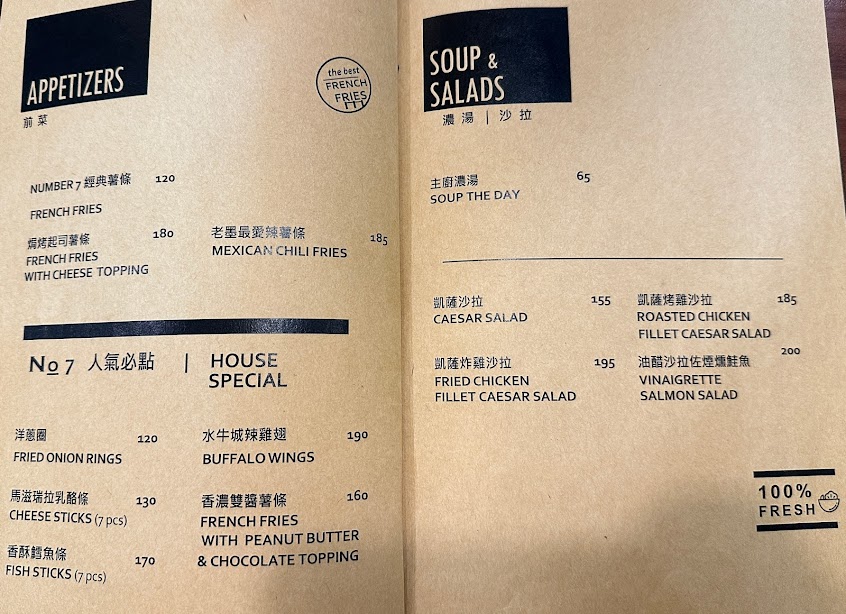 APPETIZERS
前菜
the best
FRENCH
FRIES
NUMBER 7 經典薯條 120
FRENCH FRIES
焗烤起司薯條 180
FRENCH FRIES
WITH CHEESE TOPPING
老墨最愛辣薯條 185
MEXICAN CHILI FRIES
No 7 人氣必點 | HOUSE
SPECIAL
洋蔥圈 120
FRIED ONION RINGS
水牛城辣雞翅 190
BUFFALO WINGS
馬滋瑞拉乳酪條 130
CHEESE STICKS (7 pcs)
香濃雙醬薯條 160
FRENCH FRIES
WITH PEANUT BUTTER
& CHOCOLATE TOPPING
香酥鱈魚條 170
FISH STICKS (7 pcs)
SOUP &
SALADS
濃湯 | 沙拉
主廚濃湯 65
SOUP THE DAY
凱薩沙拉 155
CAESAR SALAD
凱薩烤雞沙拉 185
ROASTED CHICKEN
FILLET CAESAR SALAD
凱薩炸雞沙拉 195
FRIED CHICKEN
FILLET CAESAR SALAD
油醋沙拉佐煙燻鮭魚 200
VINAIGRETTE
SALMON SALAD
100%
FRESH